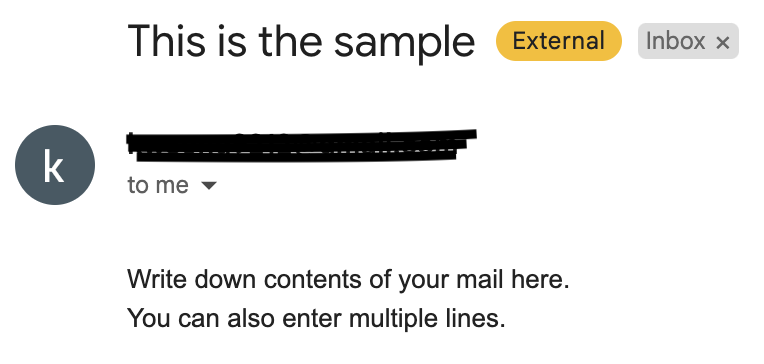 This is the sample External Inbox ×
k
to me
Write down contents of your mail here.
You can also enter multiple lines.